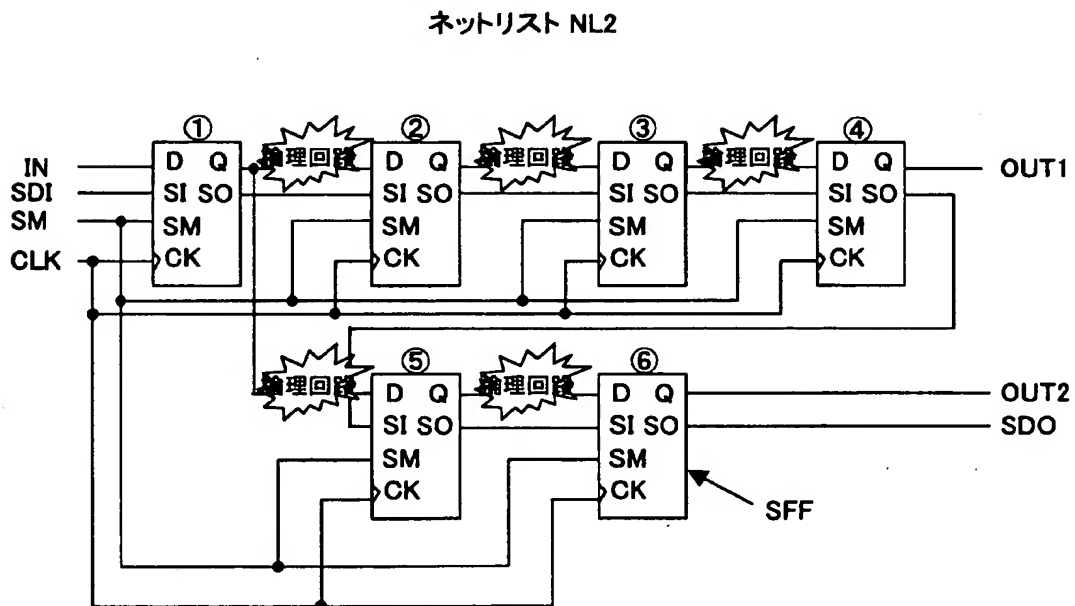 ネットリスト NL2
① ② ③ ④
IN D Q 論理回路 D Q 論理回路 D Q 論理回路 D Q OUT1
SDI SI SO SI SO SI SO SI SO
SM SM SM SM SM
CLK CK CK CK CK
⑤ ⑥
論理回路 D Q 論理回路 D Q OUT2
SI SO SI SO SDO
SM SM
CK CK
SFF